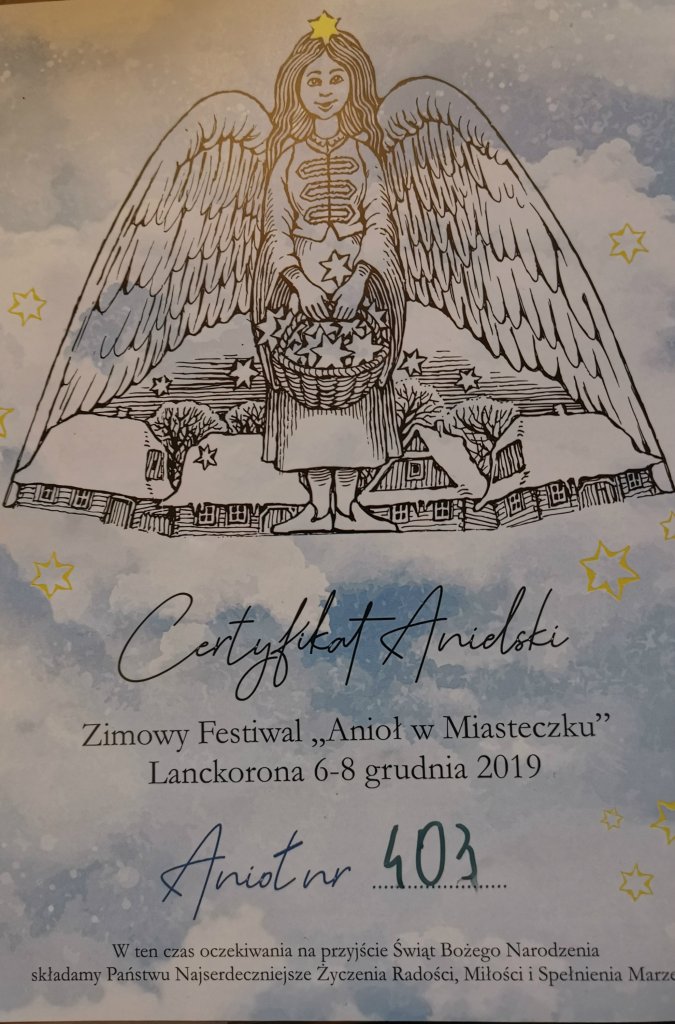 Certyfikat Anielski
Zimowy Festiwal „Anioł w Miasteczku”
Lanckorona 6-8 grudnia 2019
Anioł nr 403
W ten czas oczekiwania na przyjście Świąt Bożego Narodzenia
składamy Państwu Najserdeczniejsze Życzenia Radości, Miłości i Spełnienia Marze